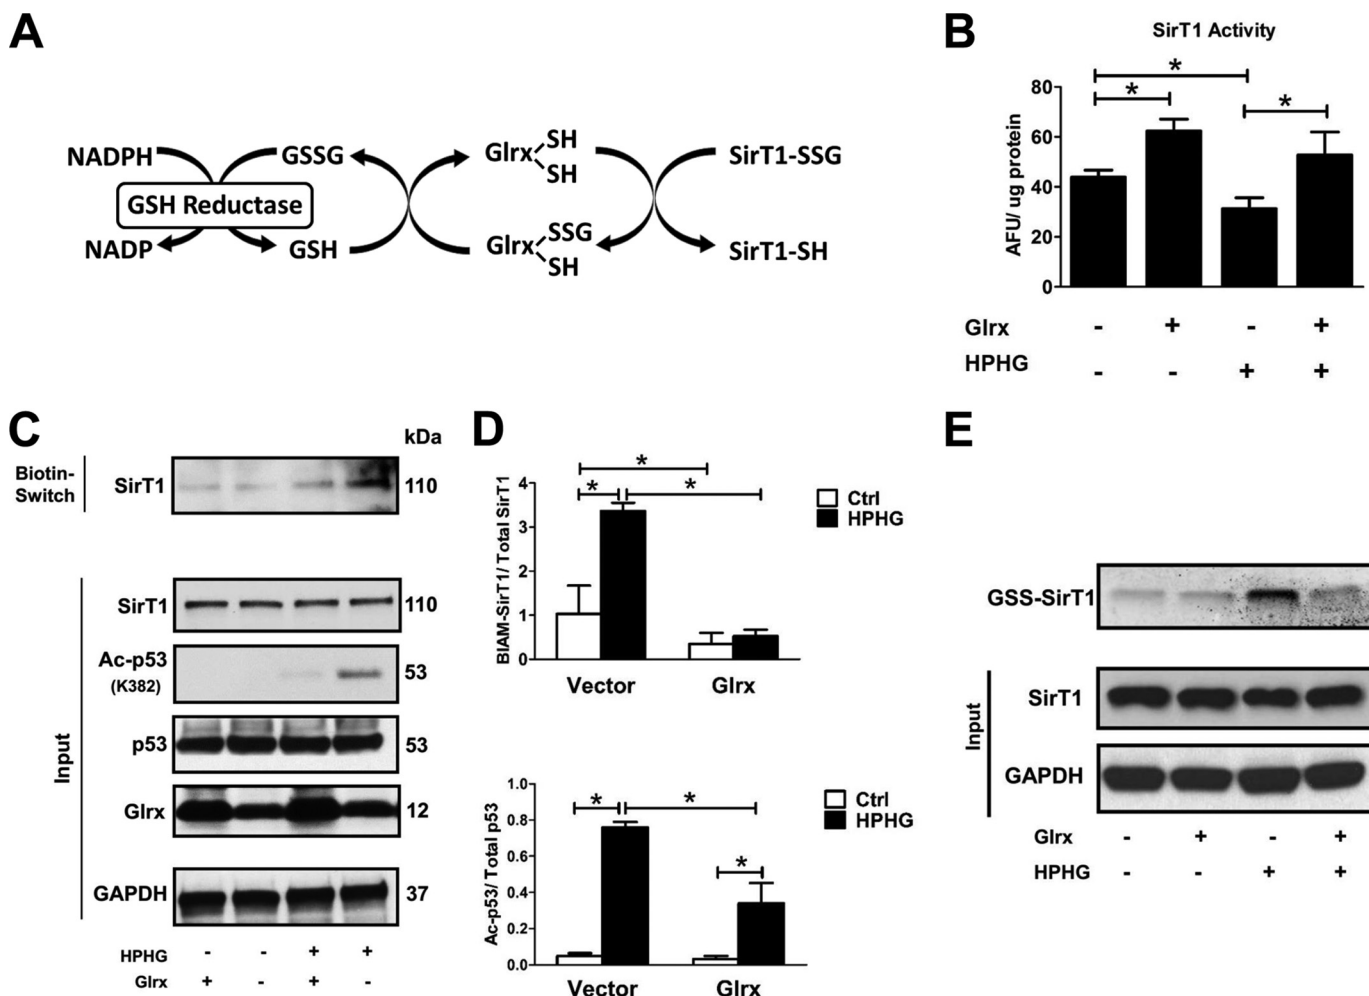 A
NADPH
GSSG
Glrx
SH
SH
SirT1-SSG
GSH Reductase
NADP
GSH
Glrx
SSG
SH
SirT1-SH
B
SirT1 Activity
*
*
*
AFU/ ug protein
80
60
40
20
0
Glrx - + - +
HPHG - - + +
C
kDa
Biotin-
Switch
SirT1
110
Input
SirT1
110
Ac-p53
(K382)
53
p53
53
Glrx
12
GAPDH
37
HPHG - - + +
Glrx + - + -
D
*
*
*
BIAM-SirT1/ Total SirT1
4
3
2
1
0
Vector
Glrx
Ctrl
HPHG
*
*
*
Ac-p53/ Total p53
1.0
0.8
0.6
0.4
0.2
0.0
Vector
Glrx
Ctrl
HPHG
E
GSS-SirT1
Input
SirT1
GAPDH
Glrx - + - +
HPHG - - + +